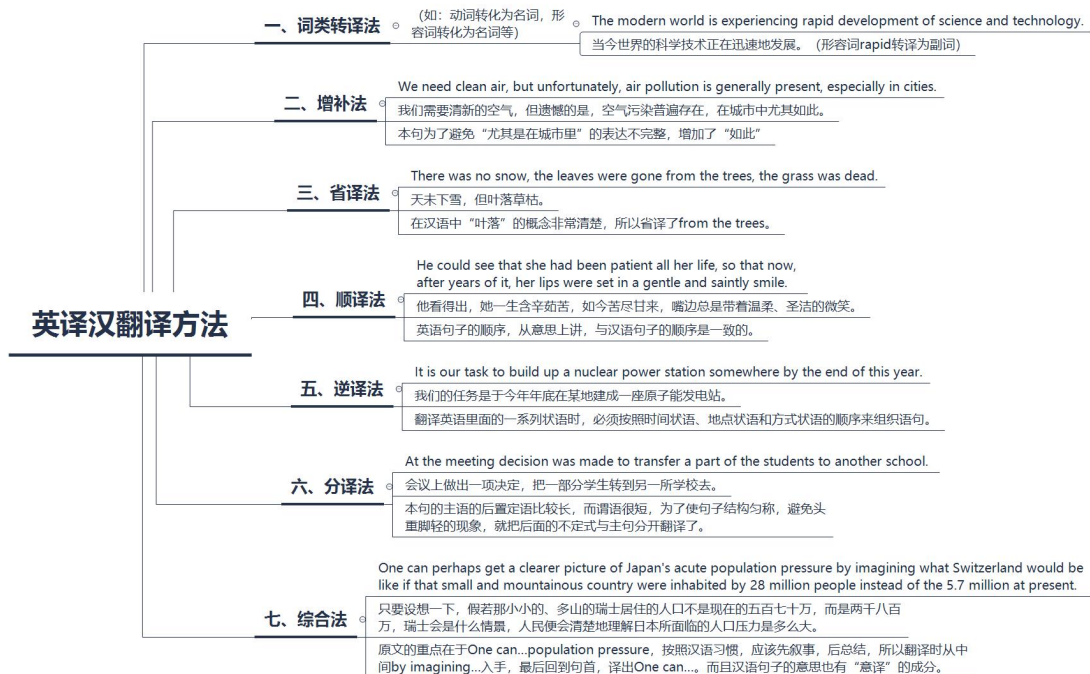 英译汉翻译方法
一、词类转译法
(如：动词转化为名词，形
容词转化为名词等)
The modern world is experiencing rapid development of science and technology.
当今世界的科学技术正在迅速地发展。（形容词rapid转译为副词）
二、增补法
We need clean air, but unfortunately, air pollution is generally present, especially in cities.
我们需要清新的空气，但遗憾的是，空气污染普遍存在，在城市中尤其如此。
本句为了避免“尤其是在城市里”的表达不完整，增加了“如此”
三、省译法
There was no snow, the leaves were gone from the trees, the grass was dead.
天未下雪，但叶落草枯。
在汉语中“叶落”的概念非常清楚，所以省译了from the trees。
四、顺译法
He could see that she had been patient all her life, so that now,
after years of it, her lips were set in a gentle and saintly smile.
他看得出，她一生含辛茹苦，如今苦尽甘来，嘴边总是带着温柔、圣洁的微笑。
英语句子的顺序，从意思上讲，与汉语句子的顺序是一致的。
五、逆译法
It is our task to build up a nuclear power station somewhere by the end of this year.
我们的任务是于今年年底在某地建成一座原子能发电站。
翻译英语里面的一系列状语时，必须按照时间状语、地点状语和方式状语的顺序来组织语句。
六、分译法
At the meeting decision was made to transfer a part of the students to another school.
会议上做出一项决定，把一部分学生转到另一所学校去。
本句的主语的后置定语比较长，而谓语很短，为了使句子结构匀称，避免头
重脚轻的现象，就把后面的不定式与主句分开翻译了。
七、综合法
One can perhaps get a clearer picture of Japan's acute population pressure by imagining what Switzerland would be
like if that small and mountainous country were inhabited by 28 million people instead of the 5.7 million at present.
只要设想一下，假若那小小的、多山的瑞士居住的人口不是现在的五百七十万，而是两千八百
万，瑞士会是什么情景，人民便会清楚地理解日本所面临的人口压力是多么大。
原文的重点在于One can...population pressure，按照汉语习惯，应该先叙事，后总结，所以翻译时从中
间by imagining...入手，最后回到句首，译出One can...。而且汉语句子的意思也有“意译”的成分。